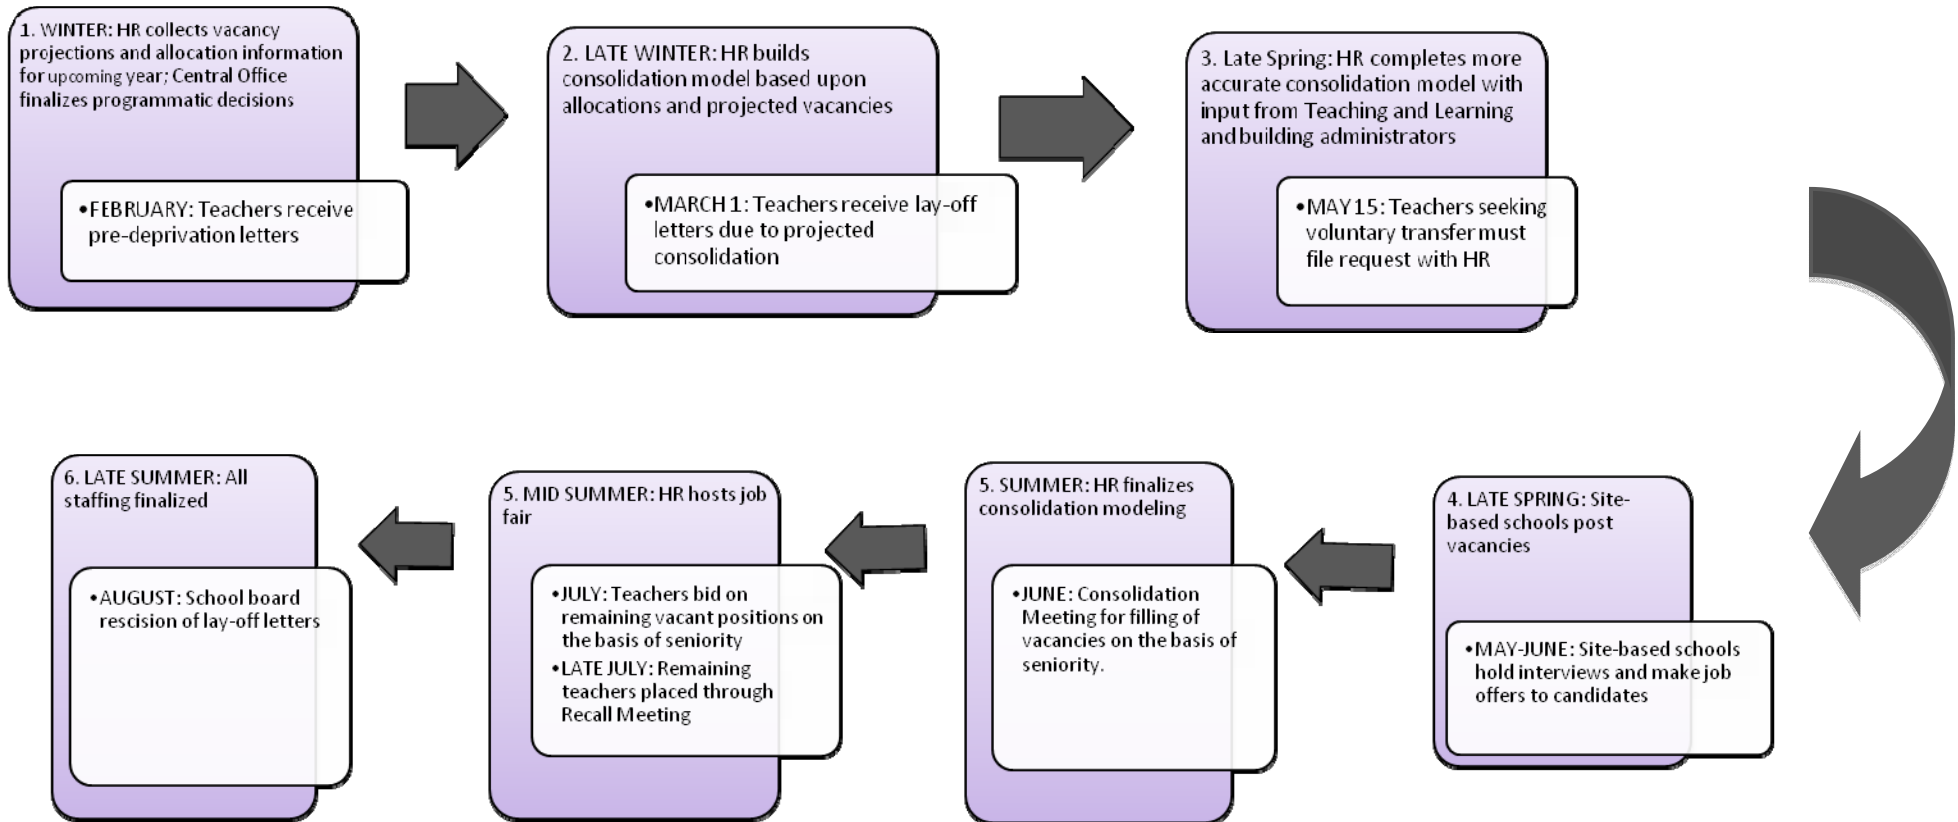 1. WINTER: HR collects vacancy
projections and allocation information
for upcoming year; Central Office
finalizes programmatic decisions
•FEBRUARY: Teachers receive
pre-deprivation letters
2. LATE WINTER: HR builds
consolidation model based upon
allocations and projected vacancies
•MARCH 1: Teachers receive lay-off
letters due to projected
consolidation
3. Late Spring: HR completes more
accurate consolidation model with
input from Teaching and Learning
and building administrators
•MAY 15: Teachers seeking
voluntary transfer must
file request with HR
4. LATE SPRING: Site-
based schools post
vacancies
•MAY-JUNE: Site-based schools
hold interviews and make job
offers to candidates
5. SUMMER: HR finalizes
consolidation modeling
•JUNE: Consolidation
Meeting for filling of
vacancies on the basis of
seniority.
5. MID SUMMER: HR hosts job
fair
•JULY: Teachers bid on
remaining vacant positions on
the basis of seniority
•LATE JULY: Remaining
teachers placed through
Recall Meeting
6. LATE SUMMER: All
staffing finalized
•AUGUST: School board
rescision of lay-off letters